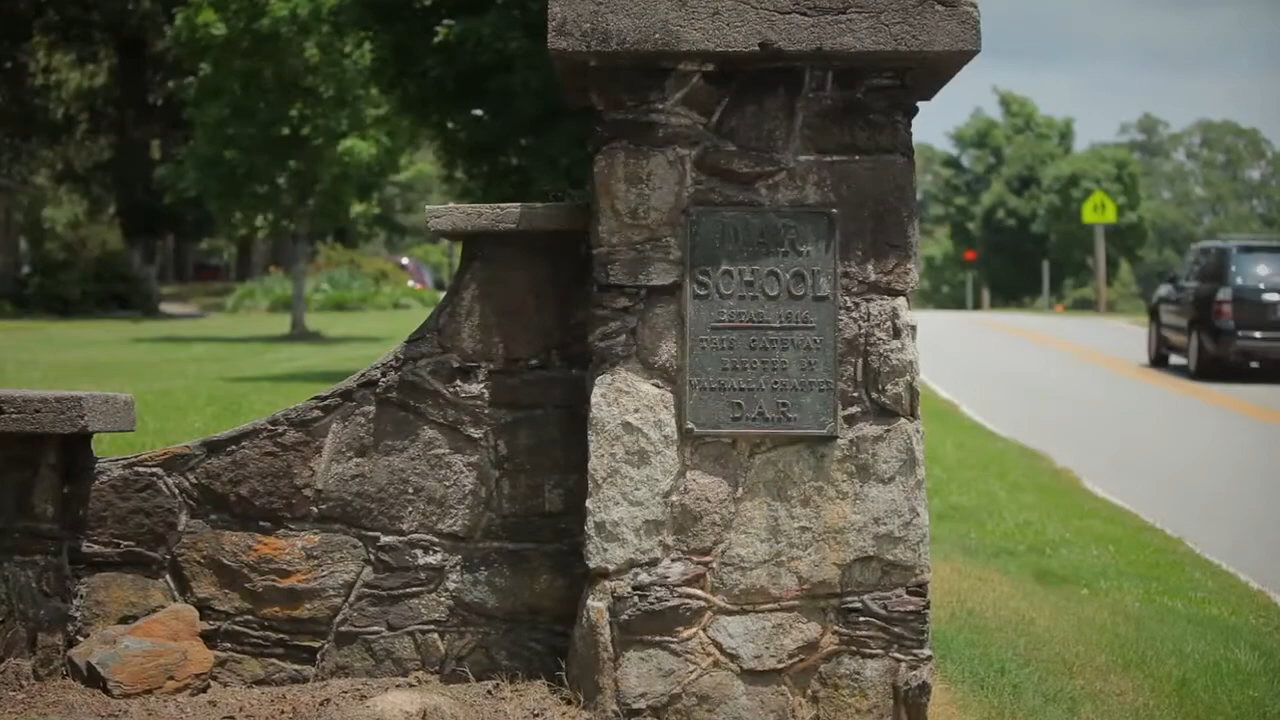 D.A.R.
SCHOOL
ESTAB. 1916.
THIS GATEWAY
ERECTED BY
WALHALLA CHAPTER
D.A.R.